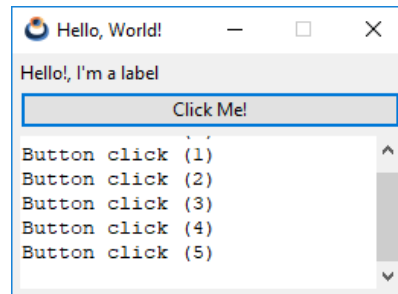 Hello, World!
Hello!, I'm a label
Click Me!
Button click (1)
Button click (2)
Button click (3)
Button click (4)
Button click (5)